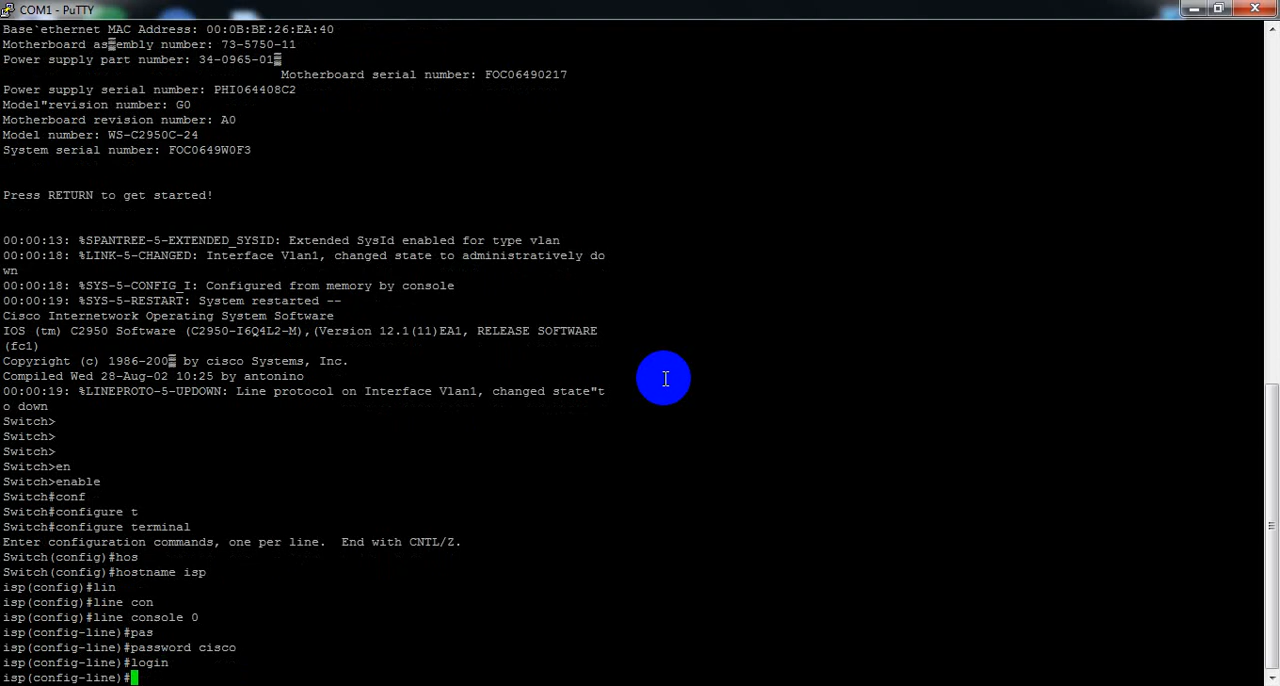 COM1 - PuTTY
Base`ethernet MAC Address: 00:0B:BE:26:EA:40
Motherboard as▒embly number: 73-5750-11
Power supply part number: 34-0965-01▒
Motherboard serial number: FOC06490217
Power supply serial number: PHI064408C2
Model"revision number: G0
Motherboard revision number: A0
Model number: WS-C2950C-24
System serial number: FOC0649W0F3
Press RETURN to get started!
00:00:13: %SPANTREE-5-EXTENDED_SYSID: Extended SysId enabled for type vlan
00:00:18: %LINK-5-CHANGED: Interface Vlan1, changed state to administratively do
wn
00:00:18: %SYS-5-CONFIG_I: Configured from memory by console
00:00:19: %SYS-5-RESTART: System restarted --
Cisco Internetwork Operating System Software
IOS (tm) C2950 Software (C2950-I6Q4L2-M),(Version 12.1(11)EA1, RELEASE SOFTWARE
(fc1)
Copyright (c) 1986-200▒ by cisco Systems, Inc.
Compiled Wed 28-Aug-02 10:25 by antonino
00:00:19: %LINEPROTO-5-UPDOWN: Line protocol on Interface Vlan1, changed state"t
o down
Switch>
Switch>
Switch>
Switch>en
Switch>enable
Switch#conf
Switch#configure t
Switch#configure terminal
Enter configuration commands, one per line.  End with CNTL/Z.
Switch(config)#hos
Switch(config)#hostname isp
isp(config)#lin
isp(config)#line con
isp(config)#line console 0
isp(config-line)#pas
isp(config-line)#password cisco
isp(config-line)#login
isp(config-line)#